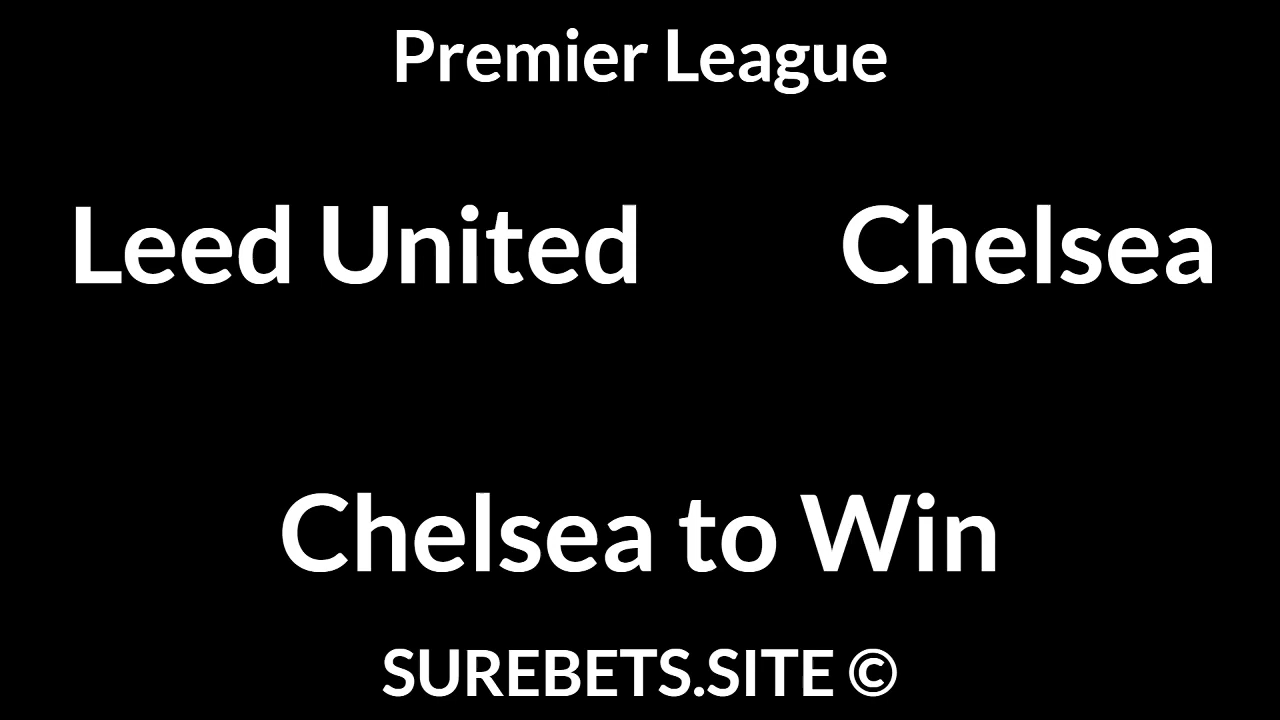 Premier League
Leed United Chelsea
Chelsea to Win
SUREBETS.SITE ©